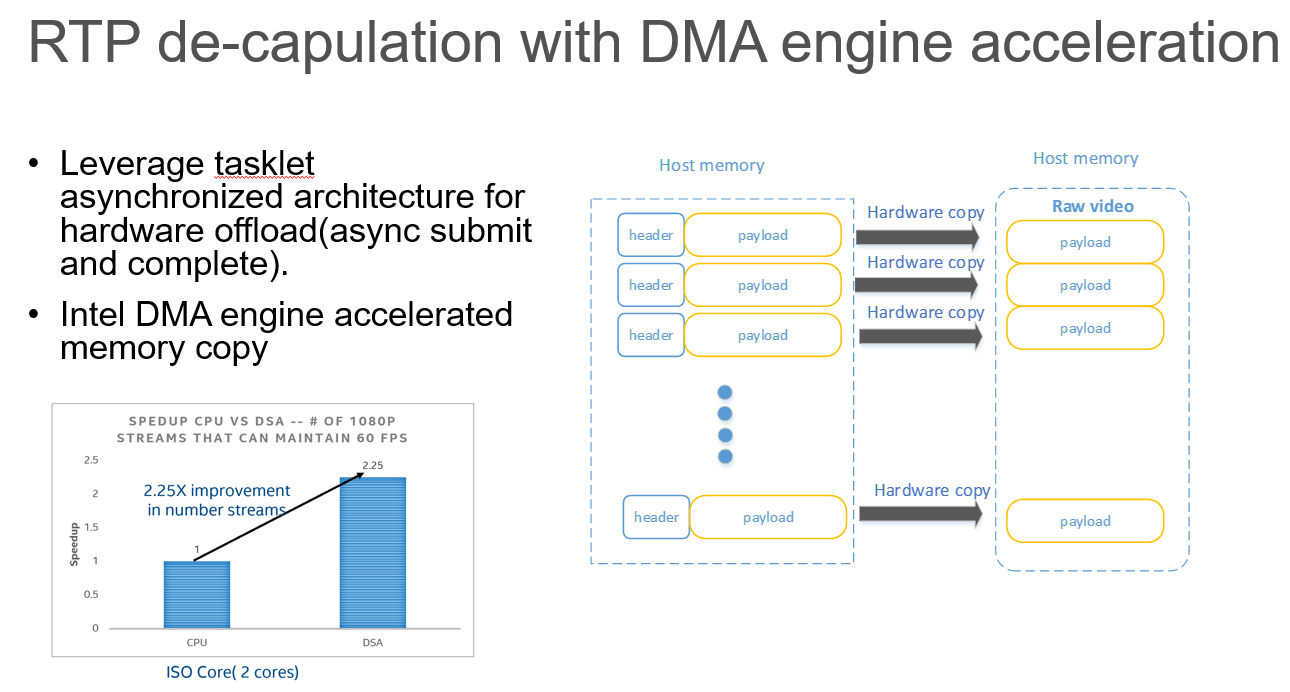 RTP de-capulation with DMA engine acceleration
• Leverage tasklet
asynchronized architecture for
hardware offload(async submit
and complete).
• Intel DMA engine accelerated
memory copy
SPEDUP CPU VS DSA -- # OF 1080P
STREAMS THAT CAN MAINTAIN 60 FPS
2.5
2
1.5
1
0.5
0
Speedup
2.25X improvement
in number streams
1
2.25
CPU
DSA
ISO Core( 2 cores)
Host memory
Host memory
Raw video
header
payload
Hardware copy
payload
header
payload
Hardware copy
payload
header
payload
Hardware copy
payload
header
payload
Hardware copy
payload